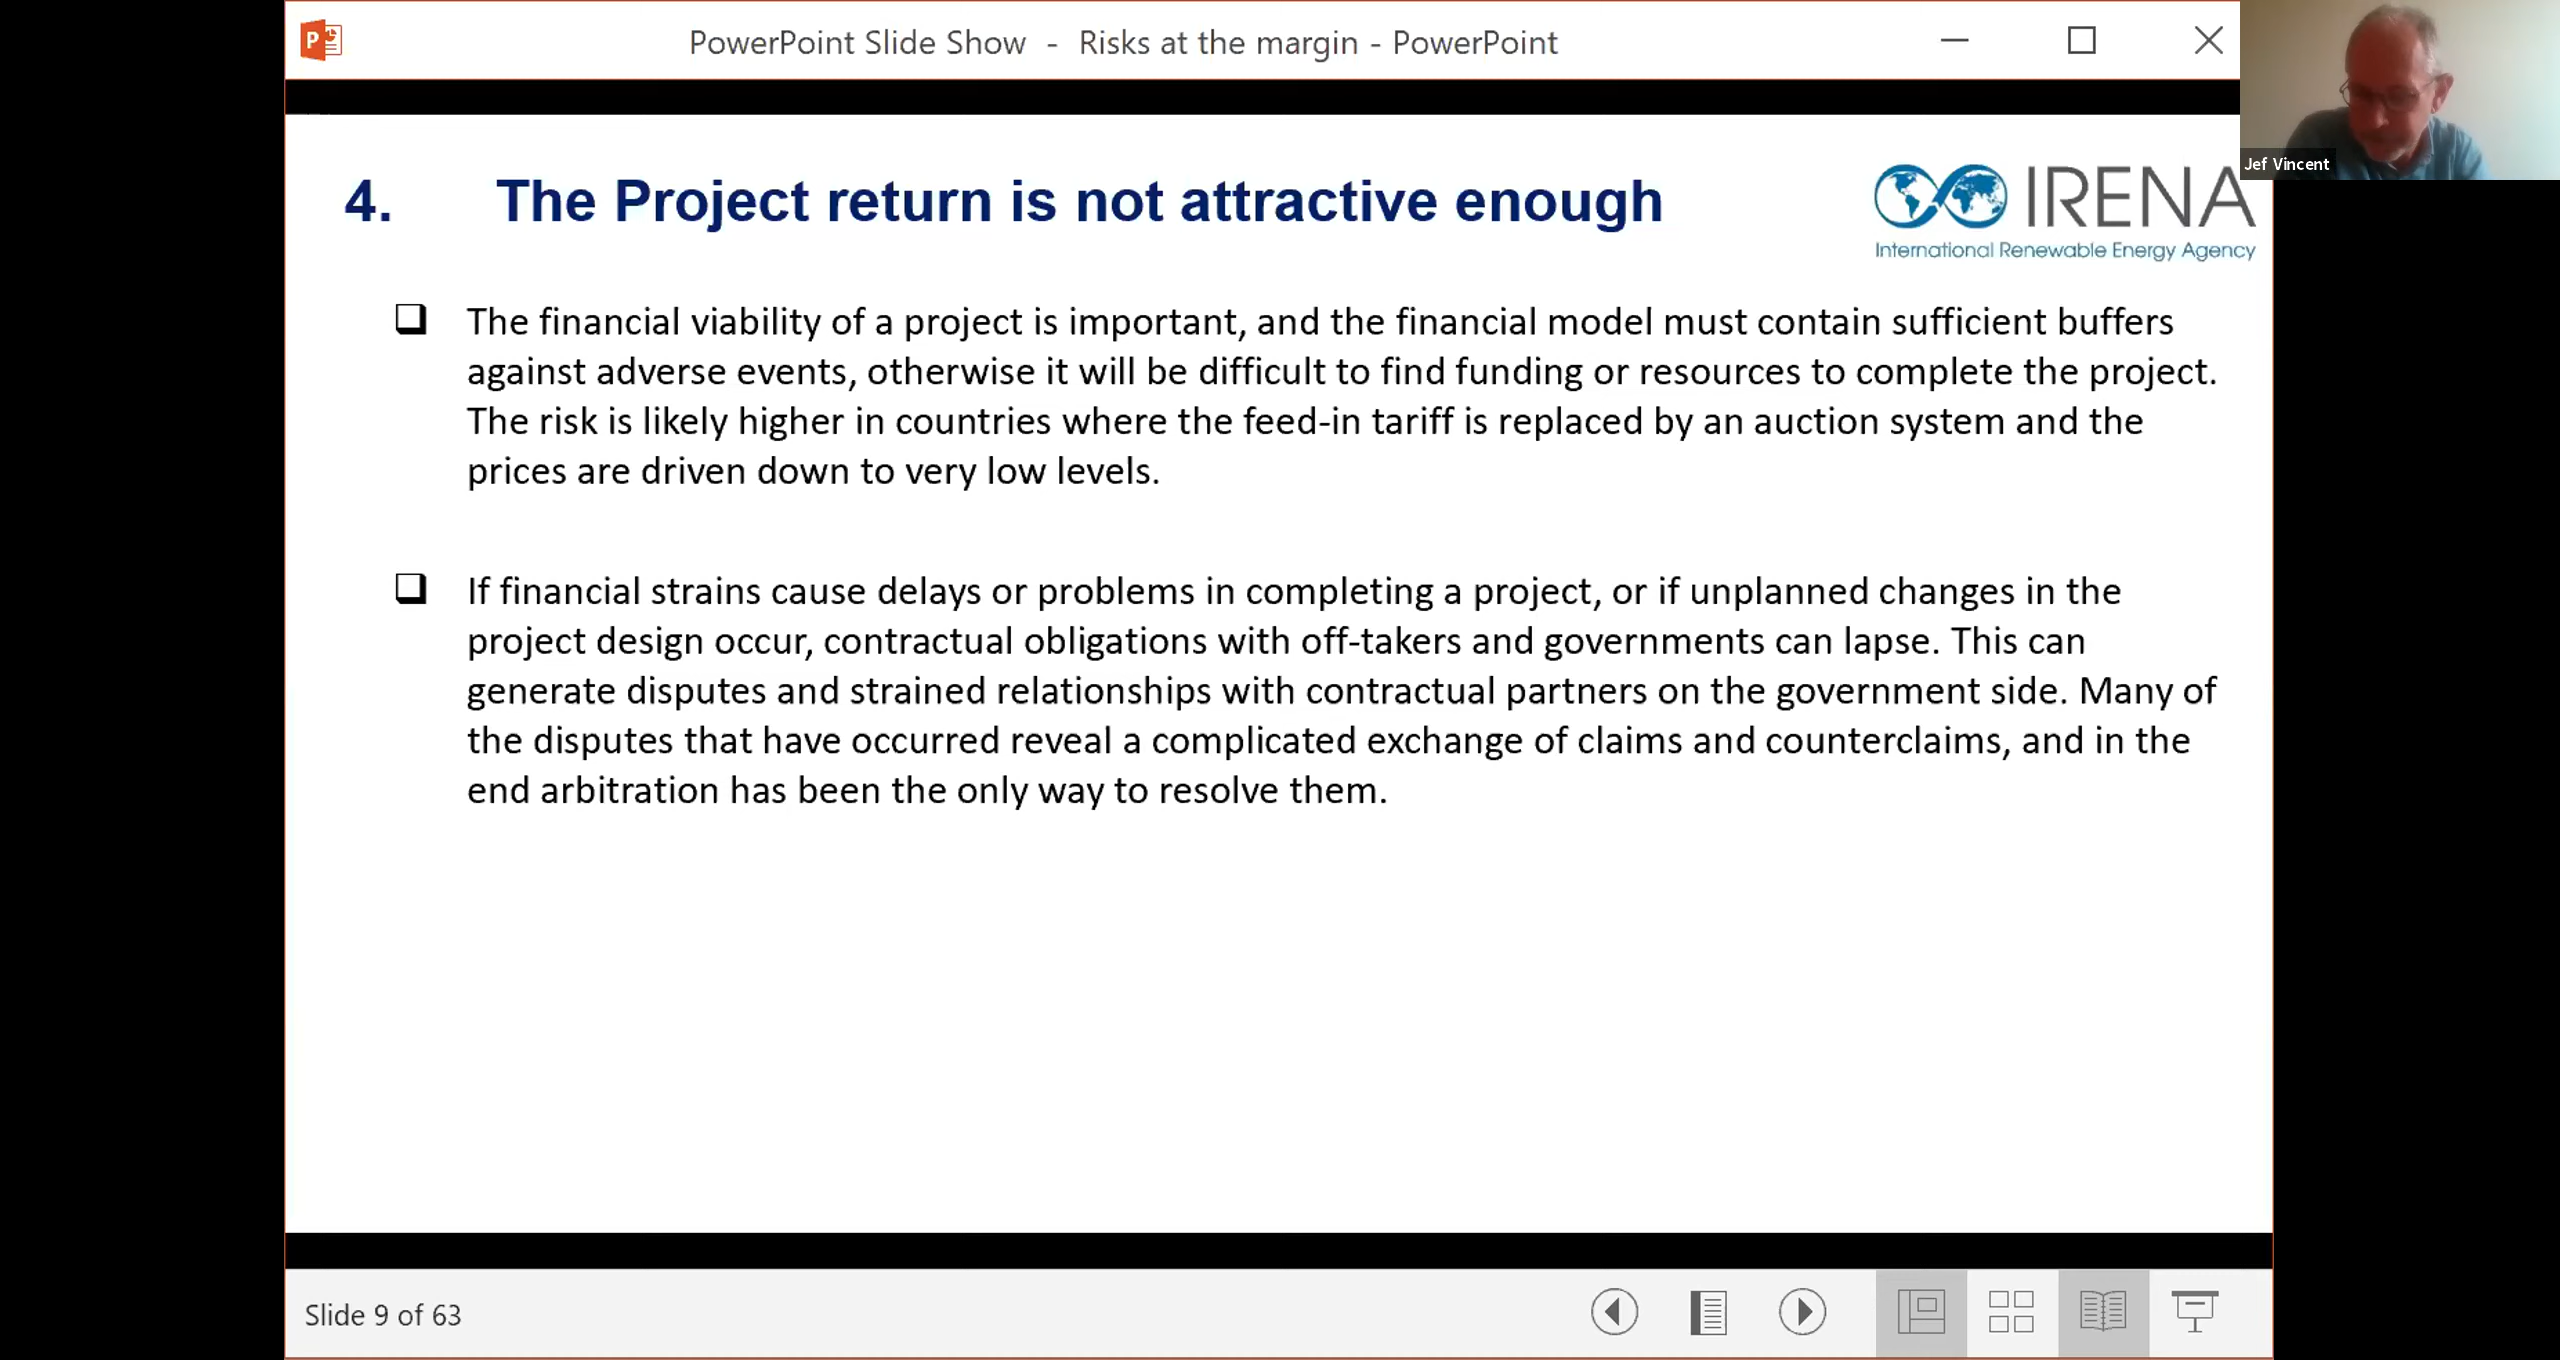 PowerPoint Slide Show - Risks at the margin - PowerPoint
Jef Vincent
4. The Project return is not attractive enough
IRENA
International Renewable Energy Agency
The financial viability of a project is important, and the financial model must contain sufficient buffers
against adverse events, otherwise it will be difficult to find funding or resources to complete the project.
The risk is likely higher in countries where the feed-in tariff is replaced by an auction system and the
prices are driven down to very low levels.
If financial strains cause delays or problems in completing a project, or if unplanned changes in the
project design occur, contractual obligations with off-takers and governments can lapse. This can
generate disputes and strained relationships with contractual partners on the government side. Many of
the disputes that have occurred reveal a complicated exchange of claims and counterclaims, and in the
end arbitration has been the only way to resolve them.
Slide 9 of 63